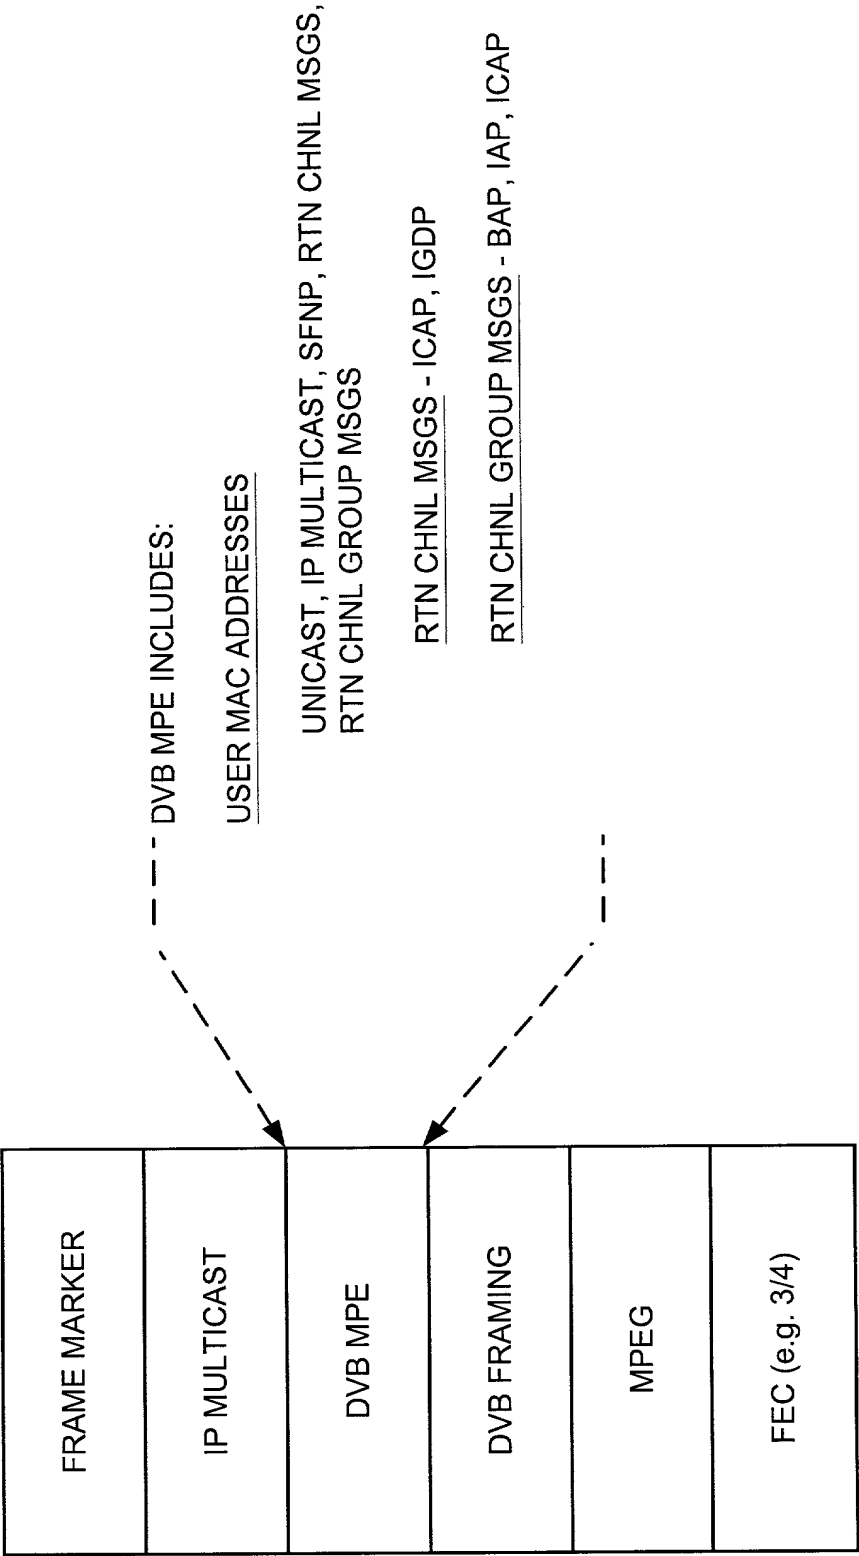 FRAME MARKER
IP MULTICAST
DVB MPE
DVB FRAMING
MPEG
FEC (e.g. 3/4)
DVB MPE INCLUDES:
USER MAC ADDRESSES
UNICAST, IP MULTICAST, SFNP, RTN CHNL MSGS,
RTN CHNL GROUP MSGS
RTN CHNL MSGS - ICAP, IGDP
RTN CHNL GROUP MSGS - BAP, IAP, ICAP